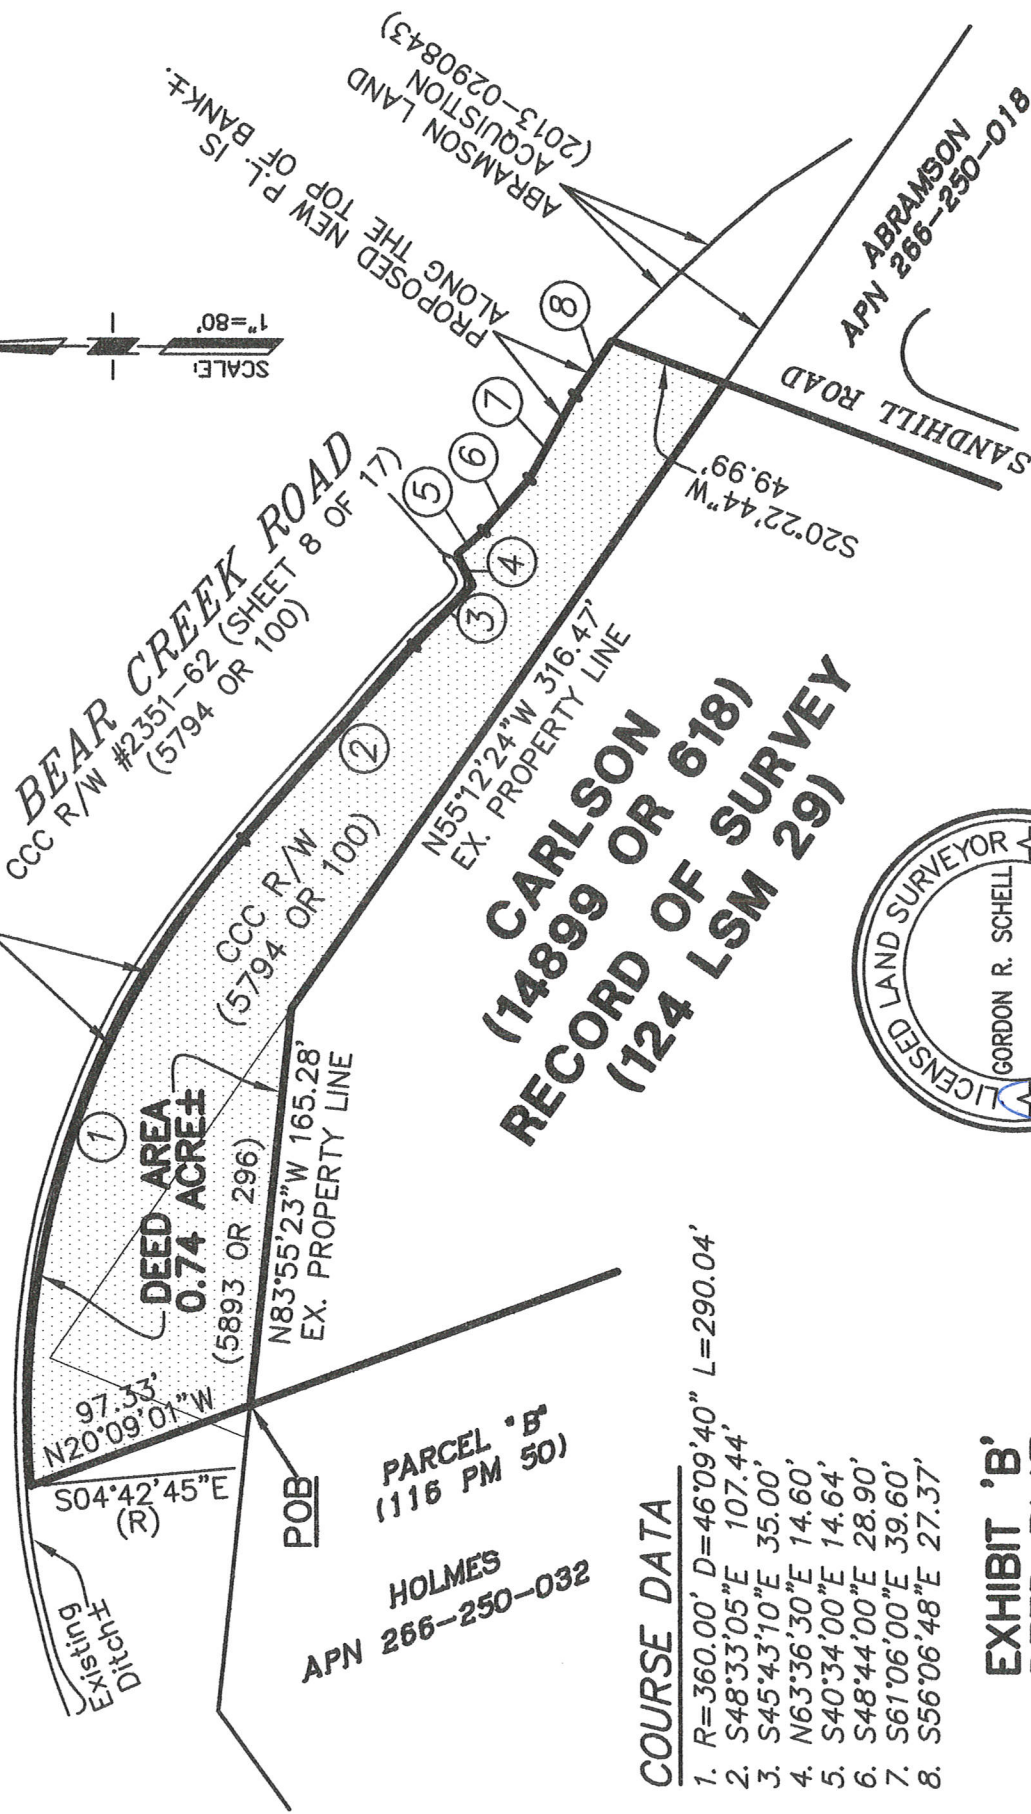 BEAR CREEK ROAD
CCC R/W #2351-62 (SHEET 8 OF 17)
(5794 OR 100)
SCALE:
1"=80'
PROPOSED NEW P.L. IS
ALONG THE TOP OF BANK±.
ABRAMSON LAND
ACQUISTION
(2013-0290843)
Existing
Ditch±
S04°42'45"E
(R)
97.33'
N20°09'01"W
1
DEED AREA
0.74 ACRE±
(5893 OR 296)
CCC R/W
(5794 OR 100)
2
3
4
5
6
7
8
N83°55'23"W 165.28'
EX. PROPERTY LINE
N55°12'24"W 316.47'
EX. PROPERTY LINE
S20°22'44"W
49.99'
SANDHILL ROAD
ABRAMSON
APN 266-250-018
POB
PARCEL "B"
(116 PM 50)
HOLMES
APN 266-250-032
CARLSON
(14899 OR 618)
RECORD OF SURVEY
(124 LSM 29)
COURSE DATA
1. R=360.00' D=46°09'40" L=290.04'
2. S48°33'05"E 107.44'
3. S45°43'10"E 35.00'
4. N63°36'30"E 14.60'
5. S40°34'00"E 14.64'
6. S48°44'00"E 28.90'
7. S61°06'00"E 39.60'
8. S56°06'48"E 27.37'
LICENSED LAND SURVEYOR
GORDON R. SCHELL
EXHIBIT 'B'